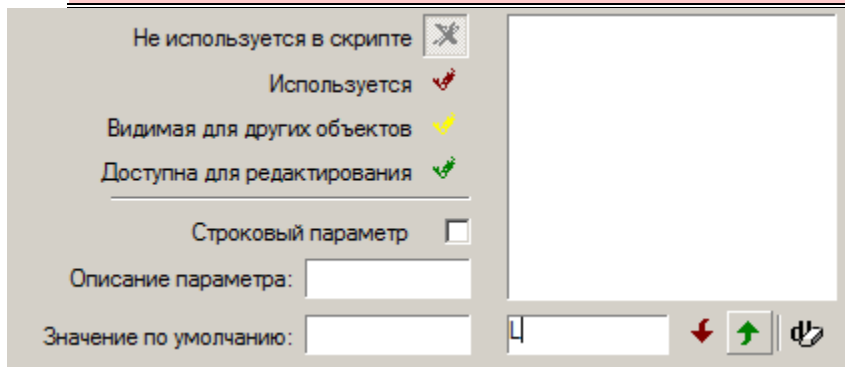 Не используется в скрипте
Используется
Видимая для других объектов
Доступна для редактирования
Строковый параметр
Описание параметра:
Значение по умолчанию:
Ц